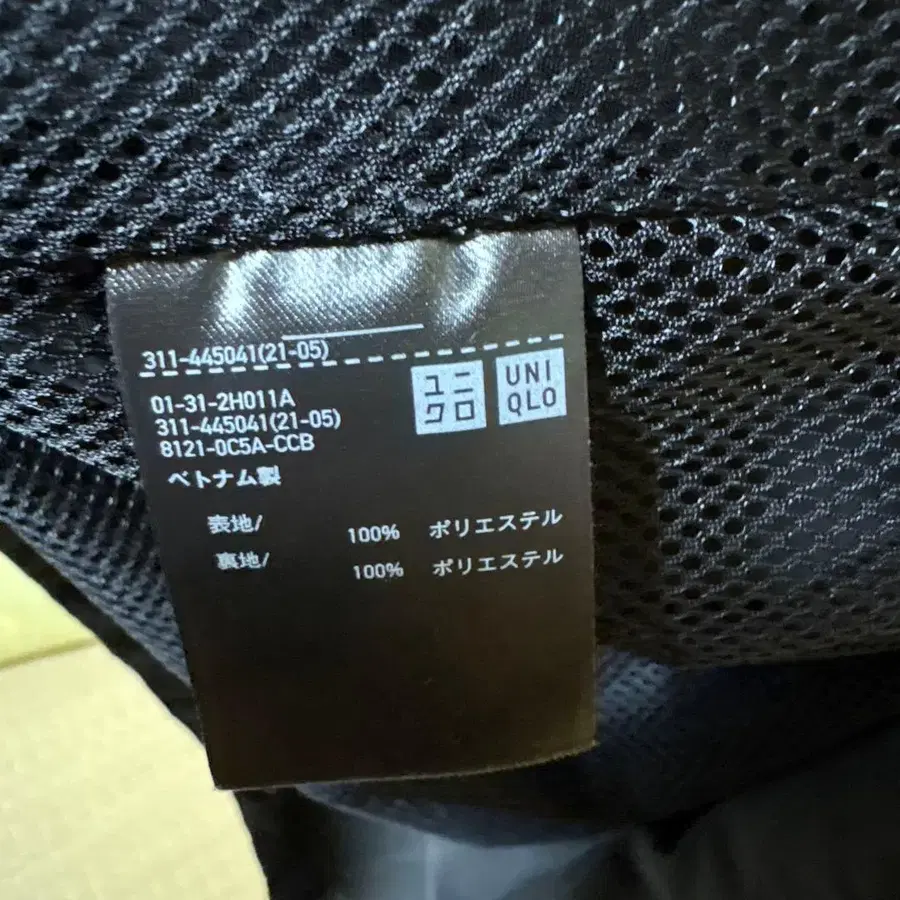 311-445041(21-05)
01-31-2H011A
311-445041(21-05)
8121-0C5A-CCB
ユニ
クロ
UNI
QLO
ベトナム製
表地/ 100% ポリエステル
裏地/ 100% ポリエステル